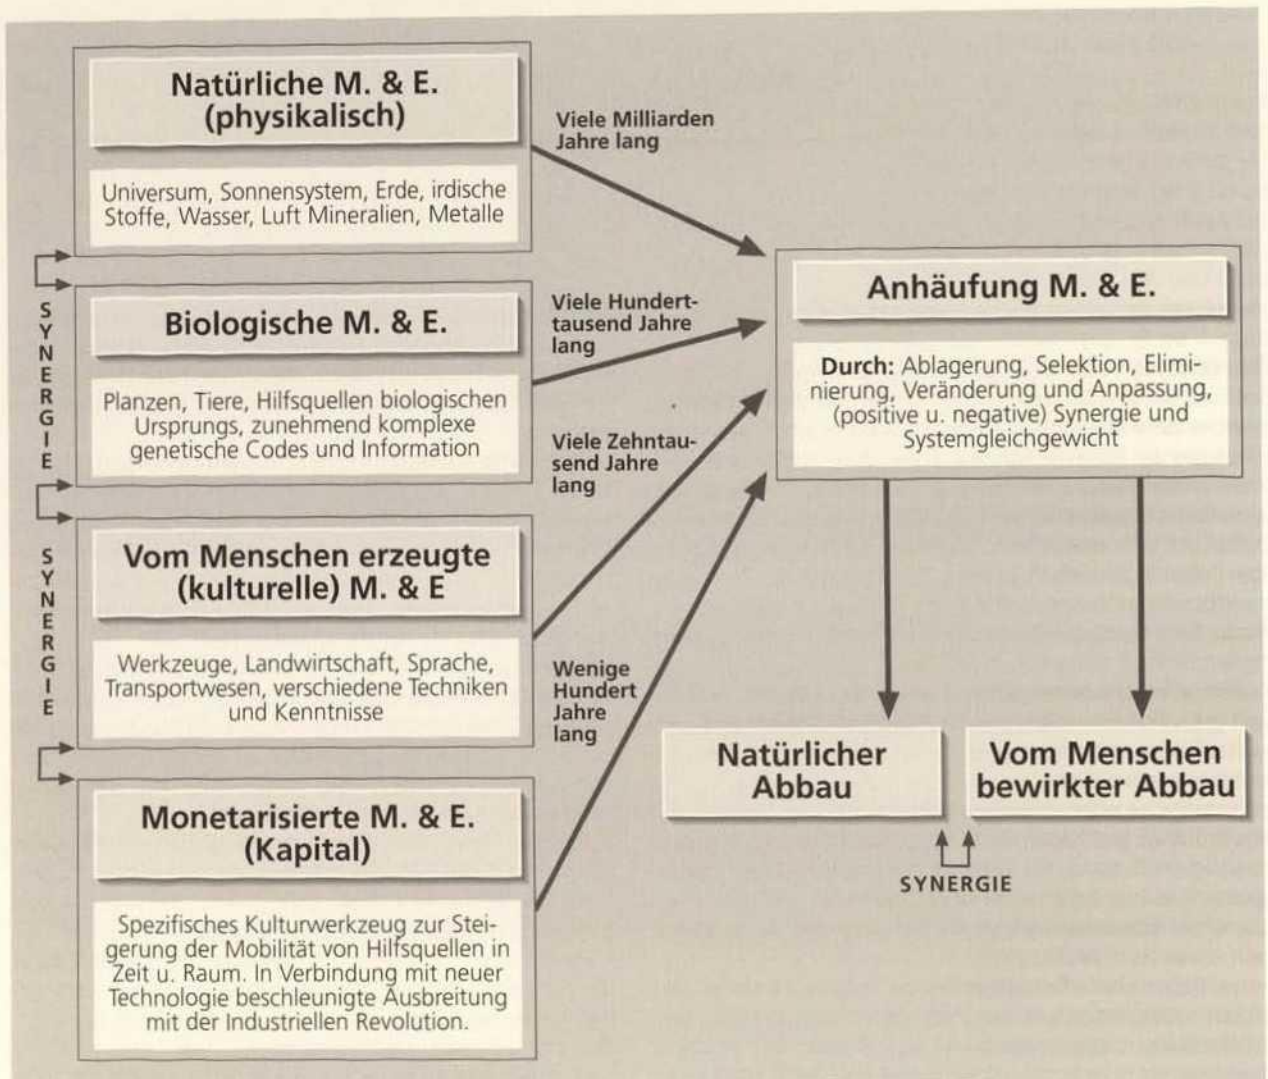 Natürliche M. & E.
(physikalisch)
Universum, Sonnensystem, Erde, irdische
Stoffe, Wasser, Luft Mineralien, Metalle
Viele Milliarden
Jahre lang
SYNERGIE
Biologische M. & E.
Planzen, Tiere, Hilfsquellen biologischen
Ursprungs, zunehmend komplexe
genetische Codes und Information
Viele Hundert-
tausend Jahre
lang
SYNERGIE
Vom Menschen erzeugte
(kulturelle) M. & E
Werkzeuge, Landwirtschaft, Sprache,
Transportwesen, verschiedene Techniken
und Kenntnisse
Viele Zehntau-
send Jahre
lang
Monetarisierte M. & E.
(Kapital)
Spezifisches Kulturwerkzeug zur Stei-
gerung der Mobilität von Hilfsquellen in
Zeit u. Raum. In Verbindung mit neuer
Technologie beschleunigte Ausbreitung
mit der Industriellen Revolution.
Wenige
Hundert
Jahre
lang
Anhäufung M. & E.
Durch: Ablagerung, Selektion, Elimi-
nierung, Veränderung und Anpassung,
(positive u. negative) Synergie und
Systemgleichgewicht
Natürlicher
Abbau
Vom Menschen
bewirkter Abbau
SYNERGIE